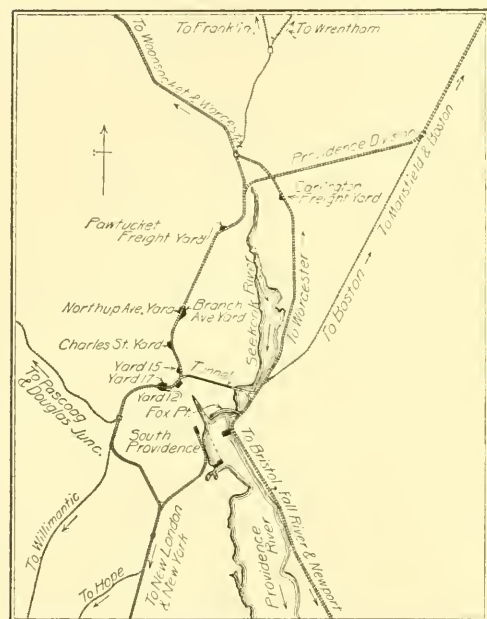 To Franklin
To Wrentham
To Woonsocket & Worcester
Providence Division
To Mansfield & Boston
Darlington
Freight Yard
Pawtucket
Freight Yard
Seekonk River
To Worcester
To Boston
Northup Ave. Yard
Branch
Ave Yard
Charles St. Yard
Yard 15
Tunnel
Yard 17
Yard 12
To Pascoag
& Douglas Junc.
Fox Pt.
South
Providence
To Bristol, Fall River & Newport
To Willimantic
Providence
River
To New London
& New York
To Hope